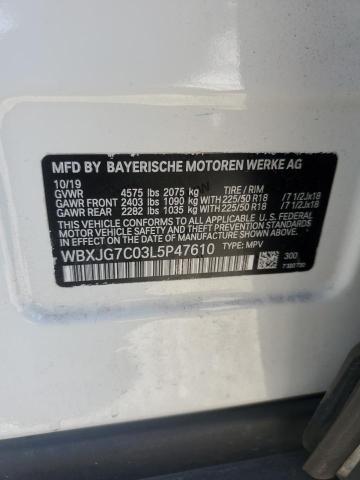 MFD BY BAYERISCHE MOTOREN WERKE AG
10/19
GVWR 4575 lbs 2075 kg TIRE / RIM
GAWR FRONT 2403 lbs 1090 kg WITH 225/50 R18 /7 1/2Jx18
GAWR REAR 2282 lbs 1035 kg WITH 225/50 R18 /7 1/2Jx18
THIS VEHICLE CONFORMS TO ALL APPLICABLE U.S. FEDERAL
MOTOR VEHICLE SAFETY, BUMPER, AND THEFT PREVENTION
STANDARDS IN EFFECT ON THE DATE OF MANUFACTURE SHOWN ABOVE.
WBXJG7C03L5P47610 TYPE: MPV 300